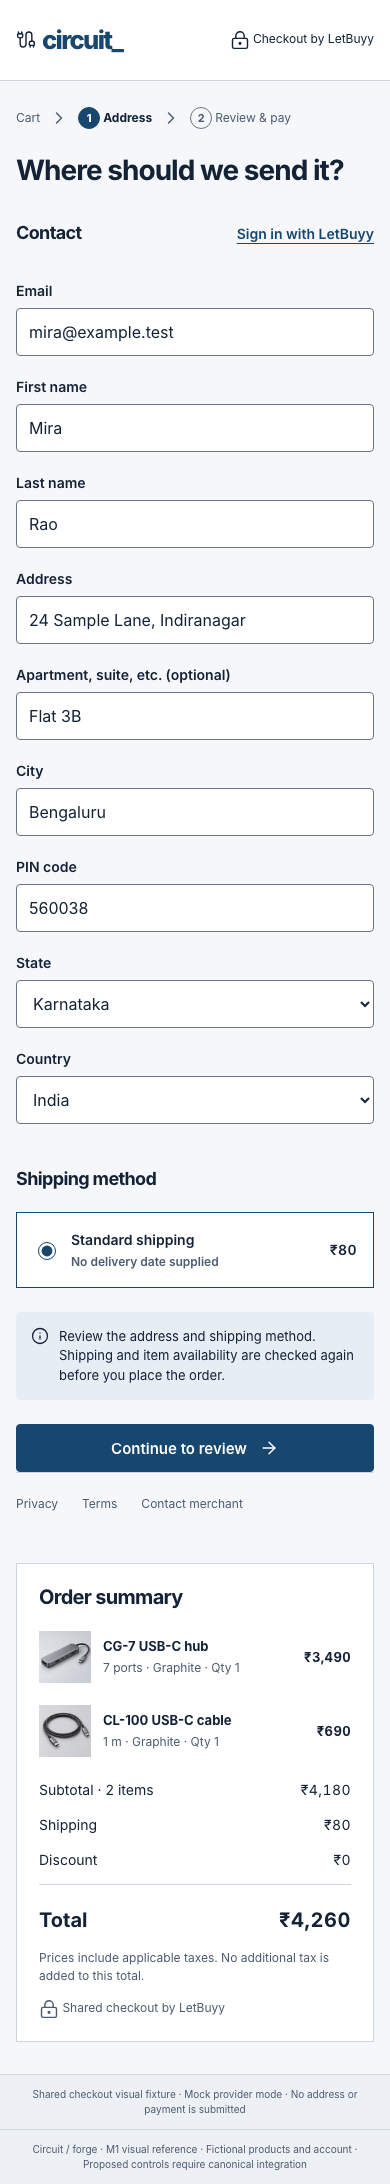 circuit_
Checkout by LetBuyy
Cart
1 Address
2 Review & pay
Where should we send it?
Contact
Sign in with LetBuyy
Email
mira@example.test
First name
Mira
Last name
Rao
Address
24 Sample Lane, Indiranagar
Apartment, suite, etc. (optional)
Flat 3B
City
Bengaluru
PIN code
560038
State
Karnataka
Country
India
Shipping method
Standard shipping
₹80
No delivery date supplied
Review the address and shipping method.
Shipping and item availability are checked again
before you place the order.
Continue to review
Privacy
Terms
Contact merchant
Order summary
CG-7 USB-C hub
7 ports · Graphite · Qty 1
₹3,490
CL-100 USB-C cable
1 m · Graphite · Qty 1
₹690
Subtotal · 2 items ₹4,180
Shipping ₹80
Discount ₹0
Total ₹4,260
Prices include applicable taxes. No additional tax is
added to this total.
Shared checkout by LetBuyy
Shared checkout visual fixture · Mock provider mode · No address or
payment is submitted
Circuit / forge · M1 visual reference · Fictional products and account ·
Proposed controls require canonical integration